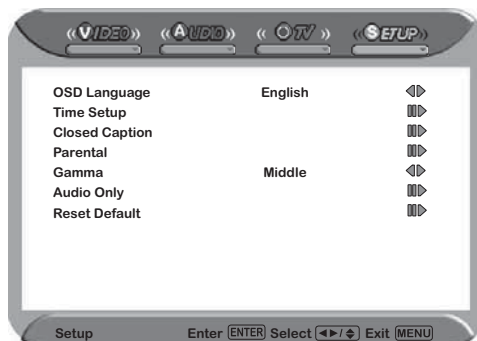 VIDEO AUDIO TV SETUP
OSD Language English
Time Setup
Closed Caption
Parental
Gamma Middle
Audio Only
Reset Default
Setup Enter ENTER Select ◄►/▲▼ Exit MENU